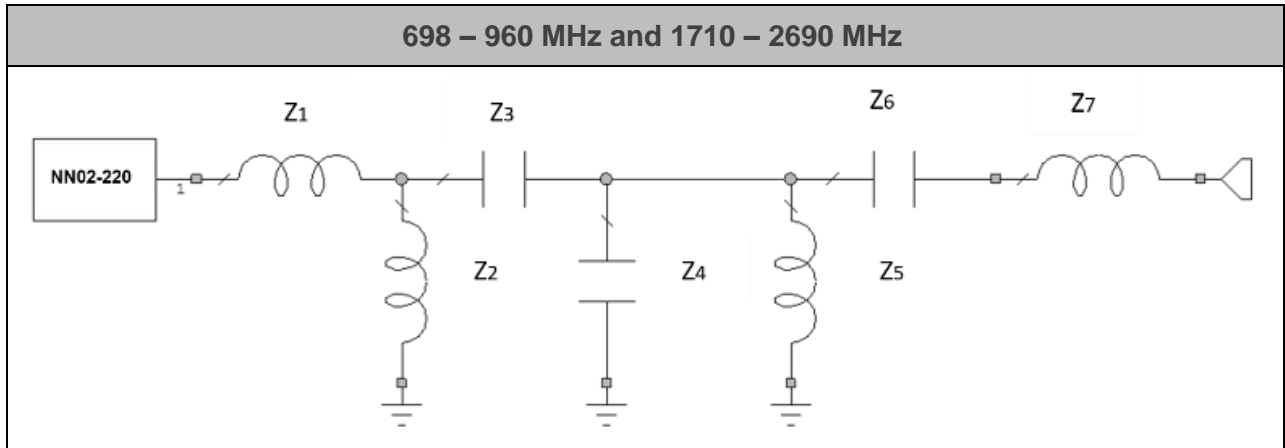 698 – 960 MHz and 1710 – 2690 MHz
Z1 Z3 Z6 Z7
NN02-220
1
Z2 Z4 Z5